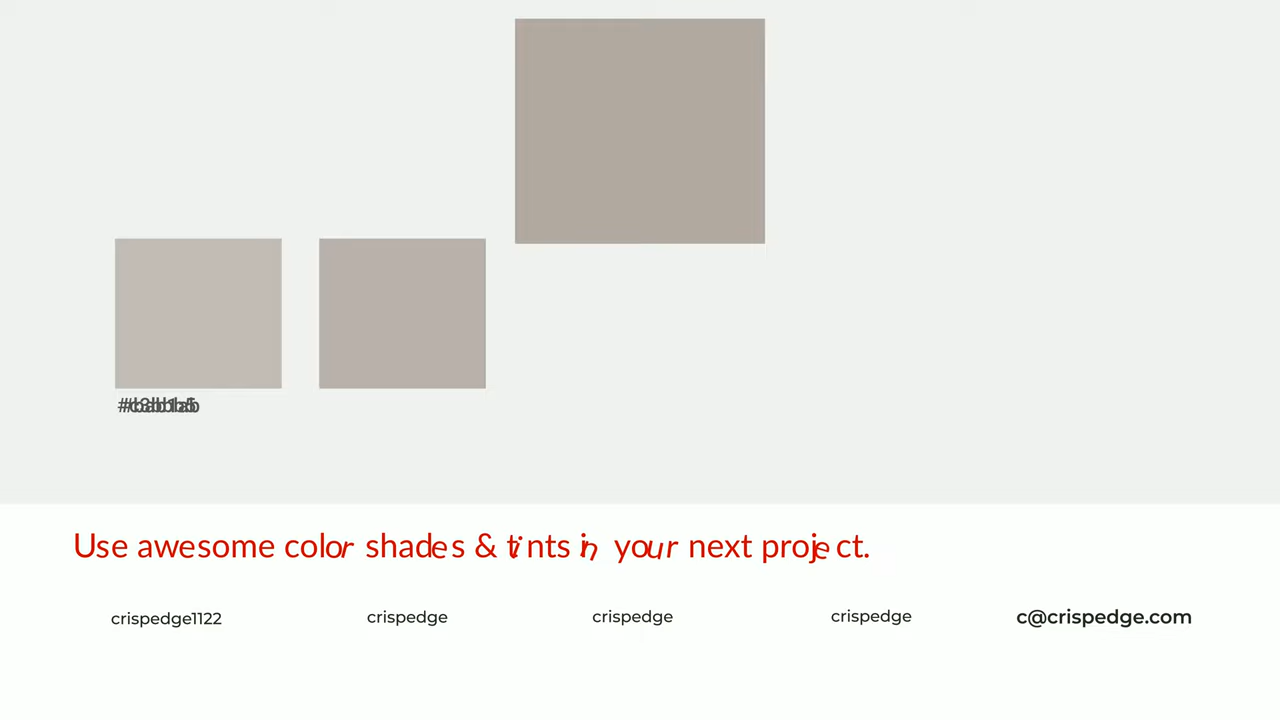 Use awesome color shades & tints in your next project.
crispedge1122 crispedge crispedge crispedge c@crispedge.com